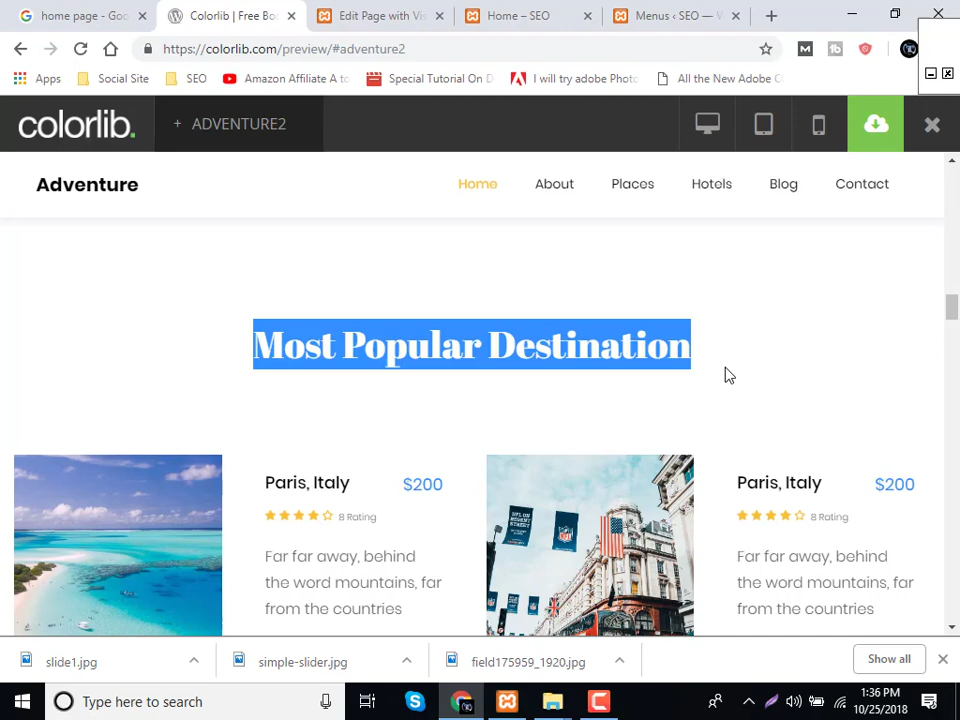 home page - Goo
Colorlib | Free Boo
Edit Page with Vis
Home – SEO
Menus ‹ SEO — W
https://colorlib.com/preview/#adventure2
Apps
Social Site
SEO
Amazon Affiliate A to
Special Tutorial On D
I will try adobe Photo
All the New Adobe C
colorlib.
+ ADVENTURE2
Adventure
Home
About
Places
Hotels
Blog
Contact
Most Popular Destination
Paris, Italy
$200
8 Rating
Far far away, behind
the word mountains, far
from the countries
Paris, Italy
$200
8 Rating
Far far away, behind
the word mountains, far
from the countries
slide1.jpg
simple-slider.jpg
field175959_1920.jpg
Show all
Type here to search
1:36 PM
10/25/2018